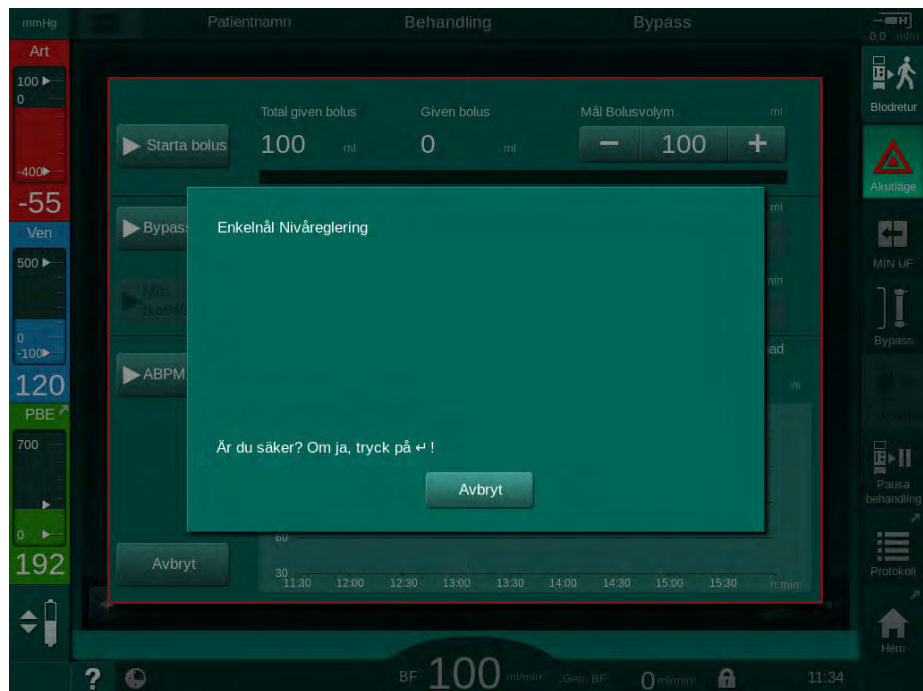 mmHg
Patientnamn
Behandling
Bypass
0,0 ml/h
Art
100
0
-400
-55
Ven
500
0
-100
120
PBE
700
0
192
Total given bolus
Given bolus
Mål Bolusvolym
ml
Starta bolus
100 ml
0 ml
− 100 +
Bypass
ml
Enkelnål Nivåreglering
min
Min
ABPM
%
Är du säker? Om ja, tryck på ↵ !
Avbryt
60
30
11:30 12:00 12:30 13:00 13:30 14:00 14:30 15:00 15:30 h:min
Avbryt
Blodretur
Akutläge
MIN UF
Bypass
Pausa
behandling
Protokoll
Hem
? BF 100 ml/min Gen. BF 0 ml/min 11:34